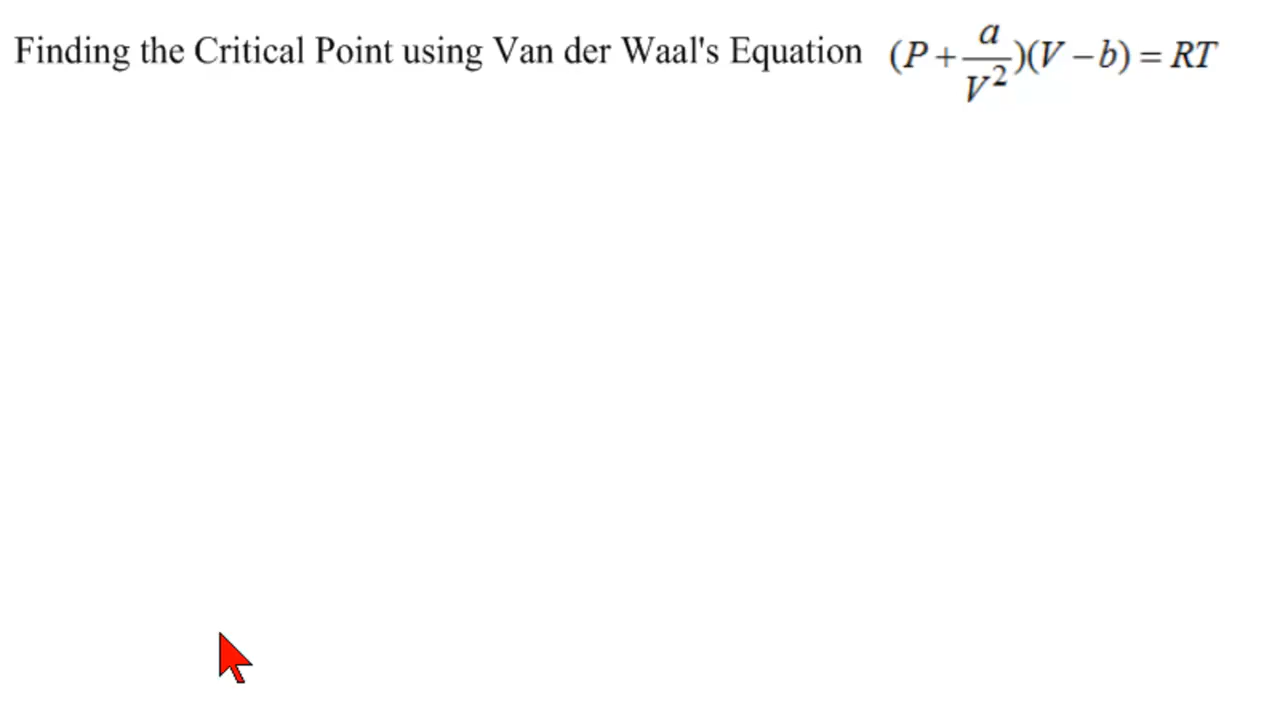 Finding the Critical Point using Van der Waal's Equation (P + a/V²)(V − b) = RT